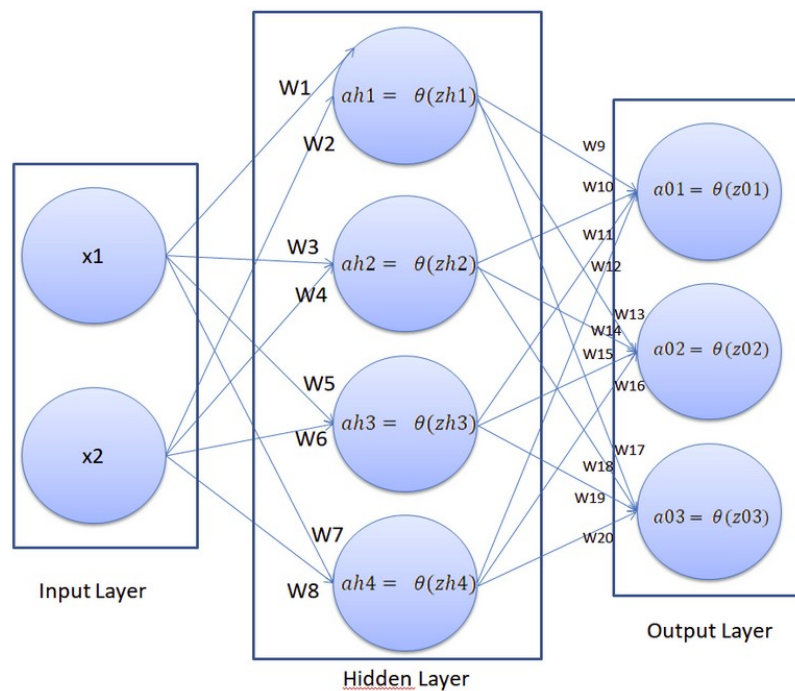 W1
ah1 = θ(zh1)
W2
W9
W10
a01 = θ(z01)
x1
W3
ah2 = θ(zh2)
W11
W12
W4
W13
W14
W15
a02 = θ(z02)
W5
W16
x2
W6
ah3 = θ(zh3)
W17
W18
W19
a03 = θ(z03)
W7
W20
W8
ah4 = θ(zh4)
Input Layer
Output Layer
Hidden Layer